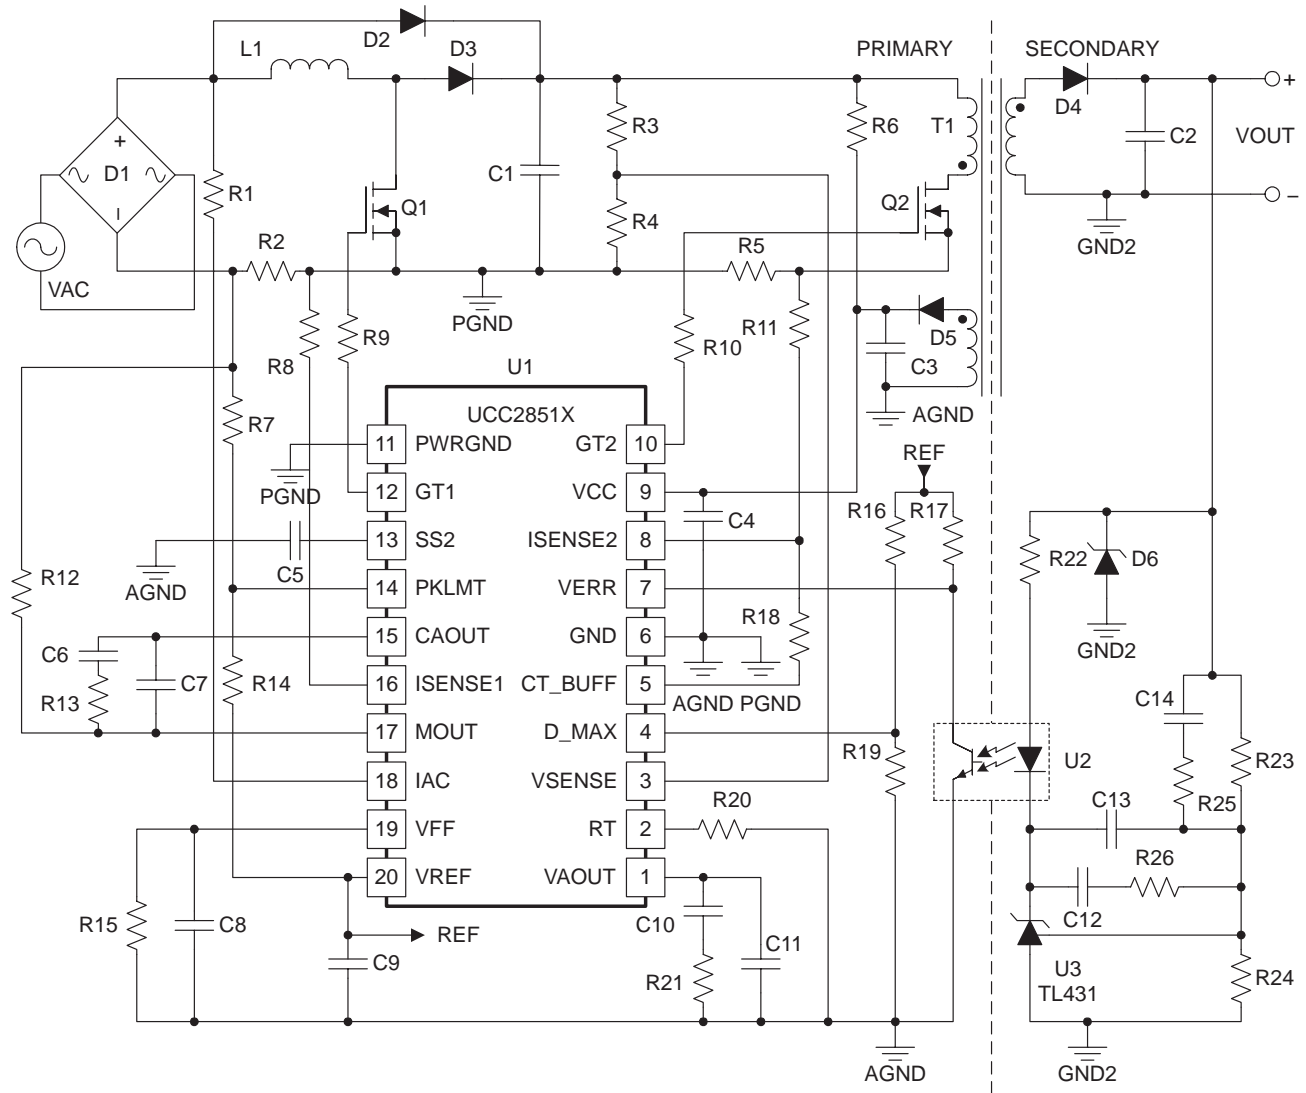 PRIMARY
SECONDARY
D2
L1
D3
D4
+
R3
R6
T1
C2
VOUT
+
D1
−
R1
C1
Q1
Q2
R4
−
R2
R5
GND2
VAC
PGND
R11
D5
R9
R10
C3
R8
U1
AGND
R7
UCC2851X
11 PWRGND
GT2 10
REF
PGND
12 GT1
VCC 9
C4
R16
R17
13 SS2
ISENSE2 8
R22
D6
R12
C5
AGND
14 PKLMT
VERR 7
R18
15 CAOUT
GND 6
GND2
C6
C7
R14
R13
16 ISENSE1
CT_BUFF 5
AGND PGND
C14
17 MOUT
D_MAX 4
R19
U2
R23
18 IAC
VSENSE 3
C13
R25
R20
19 VFF
RT 2
R26
20 VREF
VAOUT 1
R15
C8
C10
C12
REF
C11
C9
R21
U3
TL431
R24
AGND
GND2